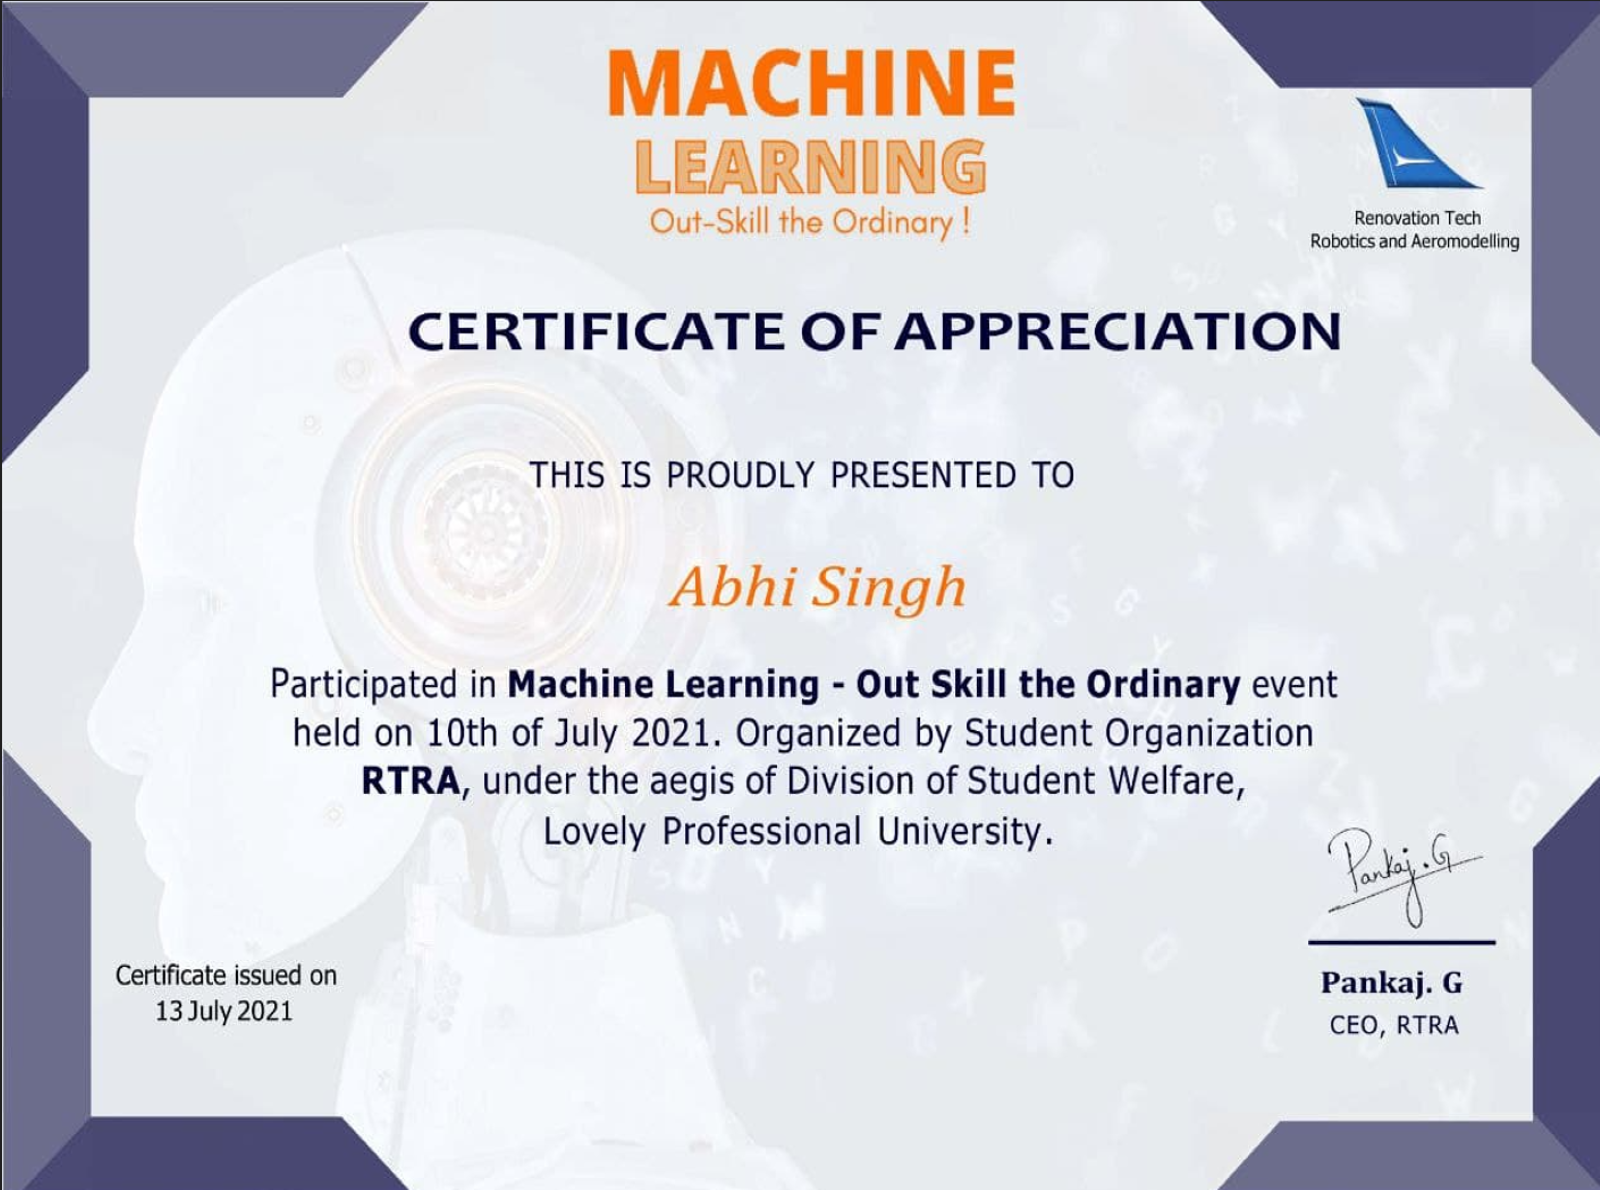 MACHINE
LEARNING
Out-Skill the Ordinary !
Renovation Tech
Robotics and Aeromodelling
CERTIFICATE OF APPRECIATION
THIS IS PROUDLY PRESENTED TO
Abhi Singh
Participated in Machine Learning - Out Skill the Ordinary event
held on 10th of July 2021. Organized by Student Organization
RTRA, under the aegis of Division of Student Welfare,
Lovely Professional University.
Pankaj.G
Certificate issued on
13 July 2021
Pankaj. G
CEO, RTRA